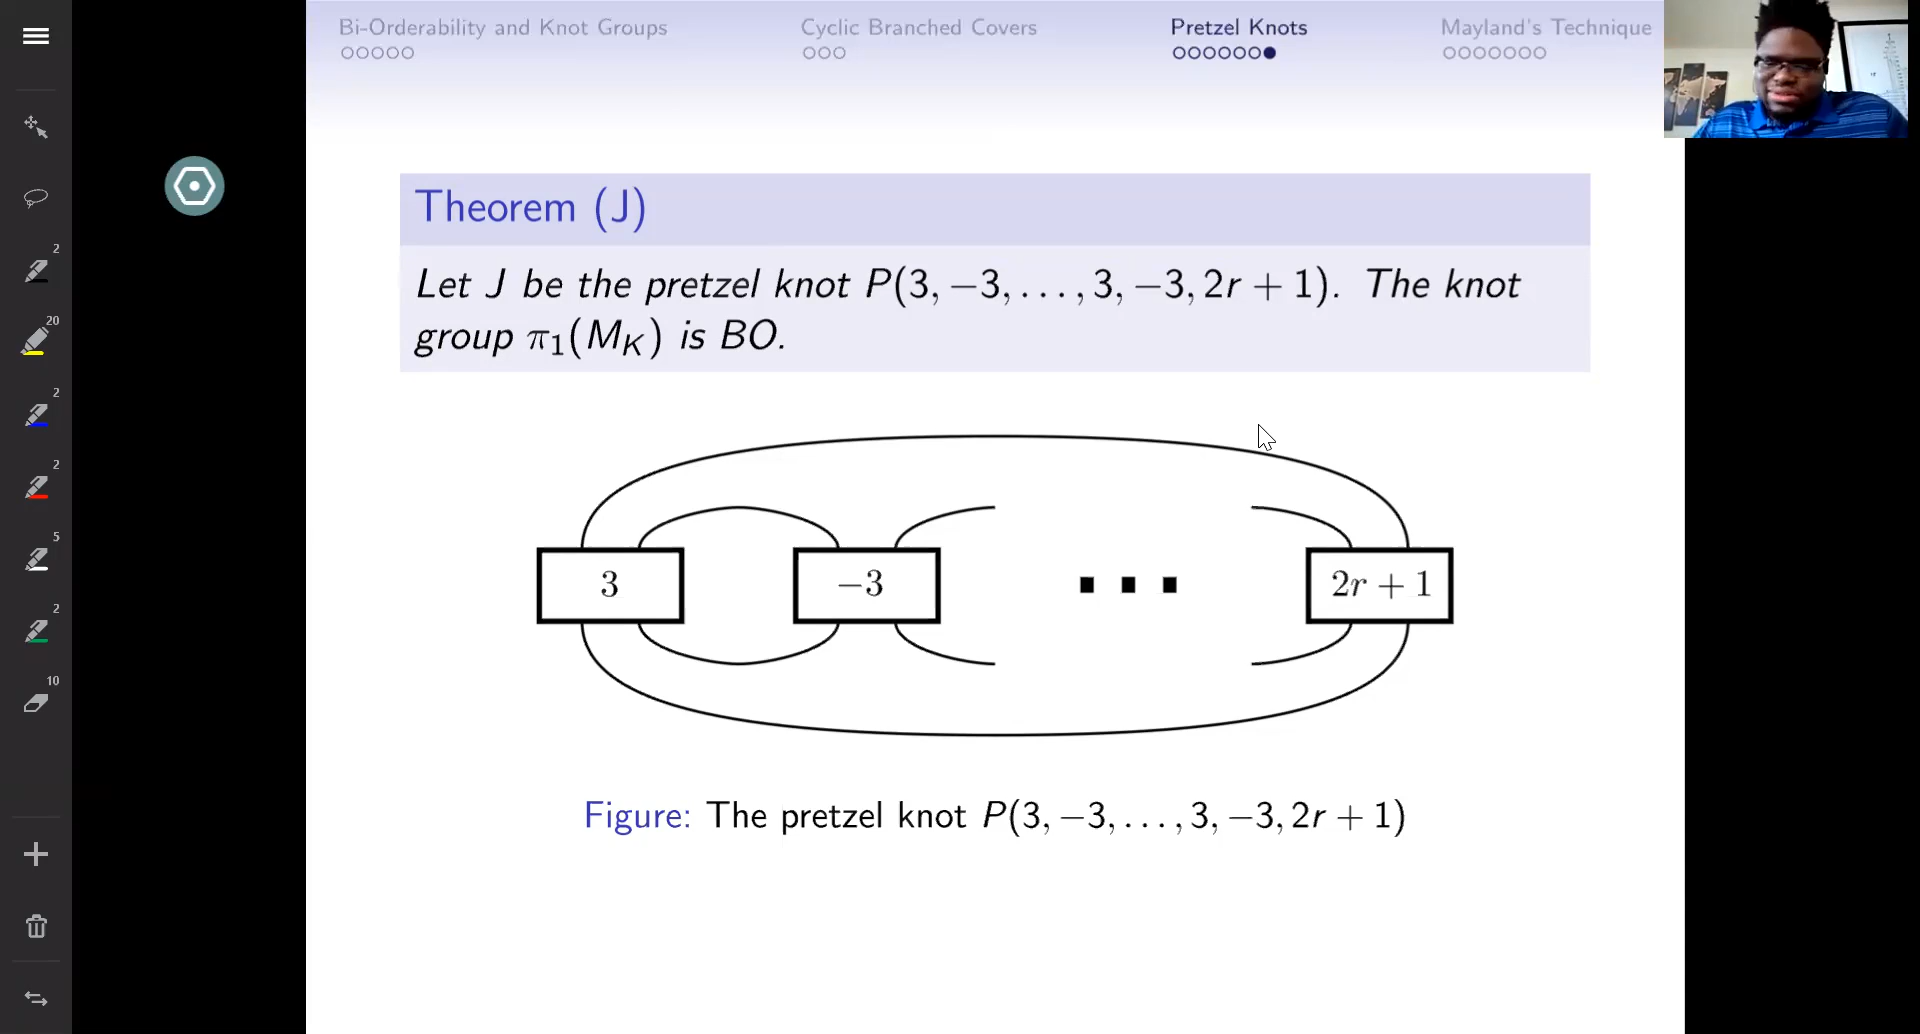 Bi-Orderability and Knot Groups
Cyclic Branched Covers
Pretzel Knots
Mayland's Technique
2
20
2
2
5
2
10
Theorem (J)
Let J be the pretzel knot P(3, −3, . . . , 3, −3, 2r + 1). The knot
group π₁(M_K) is BO.
3
−3
2r + 1
Figure: The pretzel knot P(3, −3, . . . , 3, −3, 2r + 1)